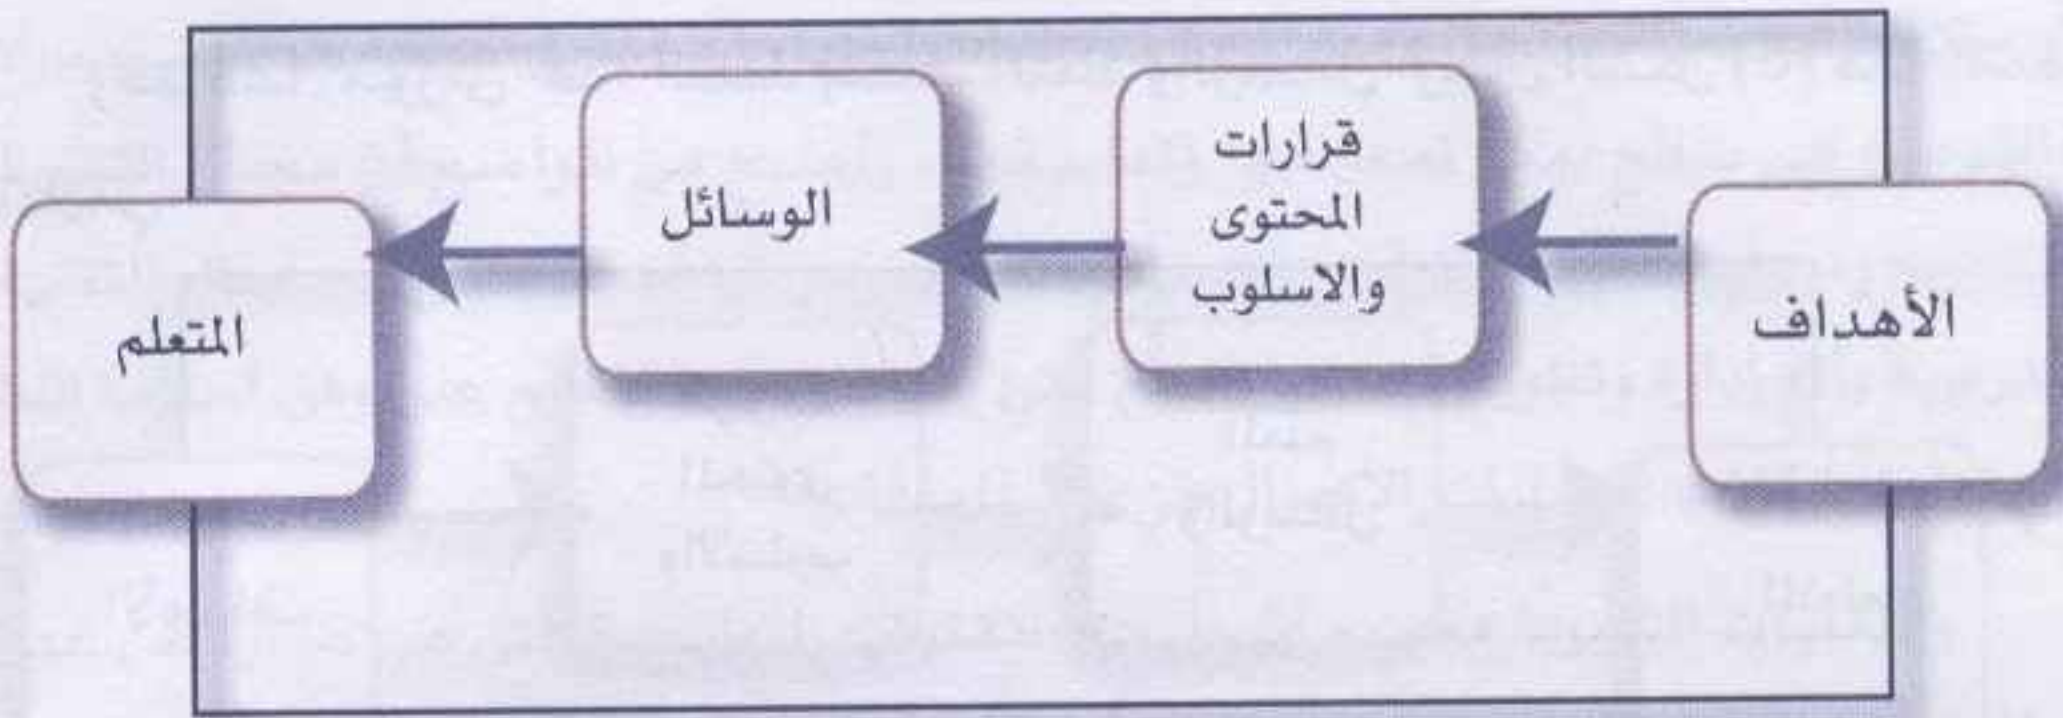 الأهداف
قرارات
المحتوى
والاسلوب
الوسائل
المتعلم